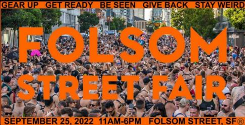 GEAR UP GET READY BE SEEN GIVE BACK STAY WEIRD
FOLSOM
STREET FAIR
SEPTEMBER 25, 2022 11AM-6PM FOLSOM STREET, SF